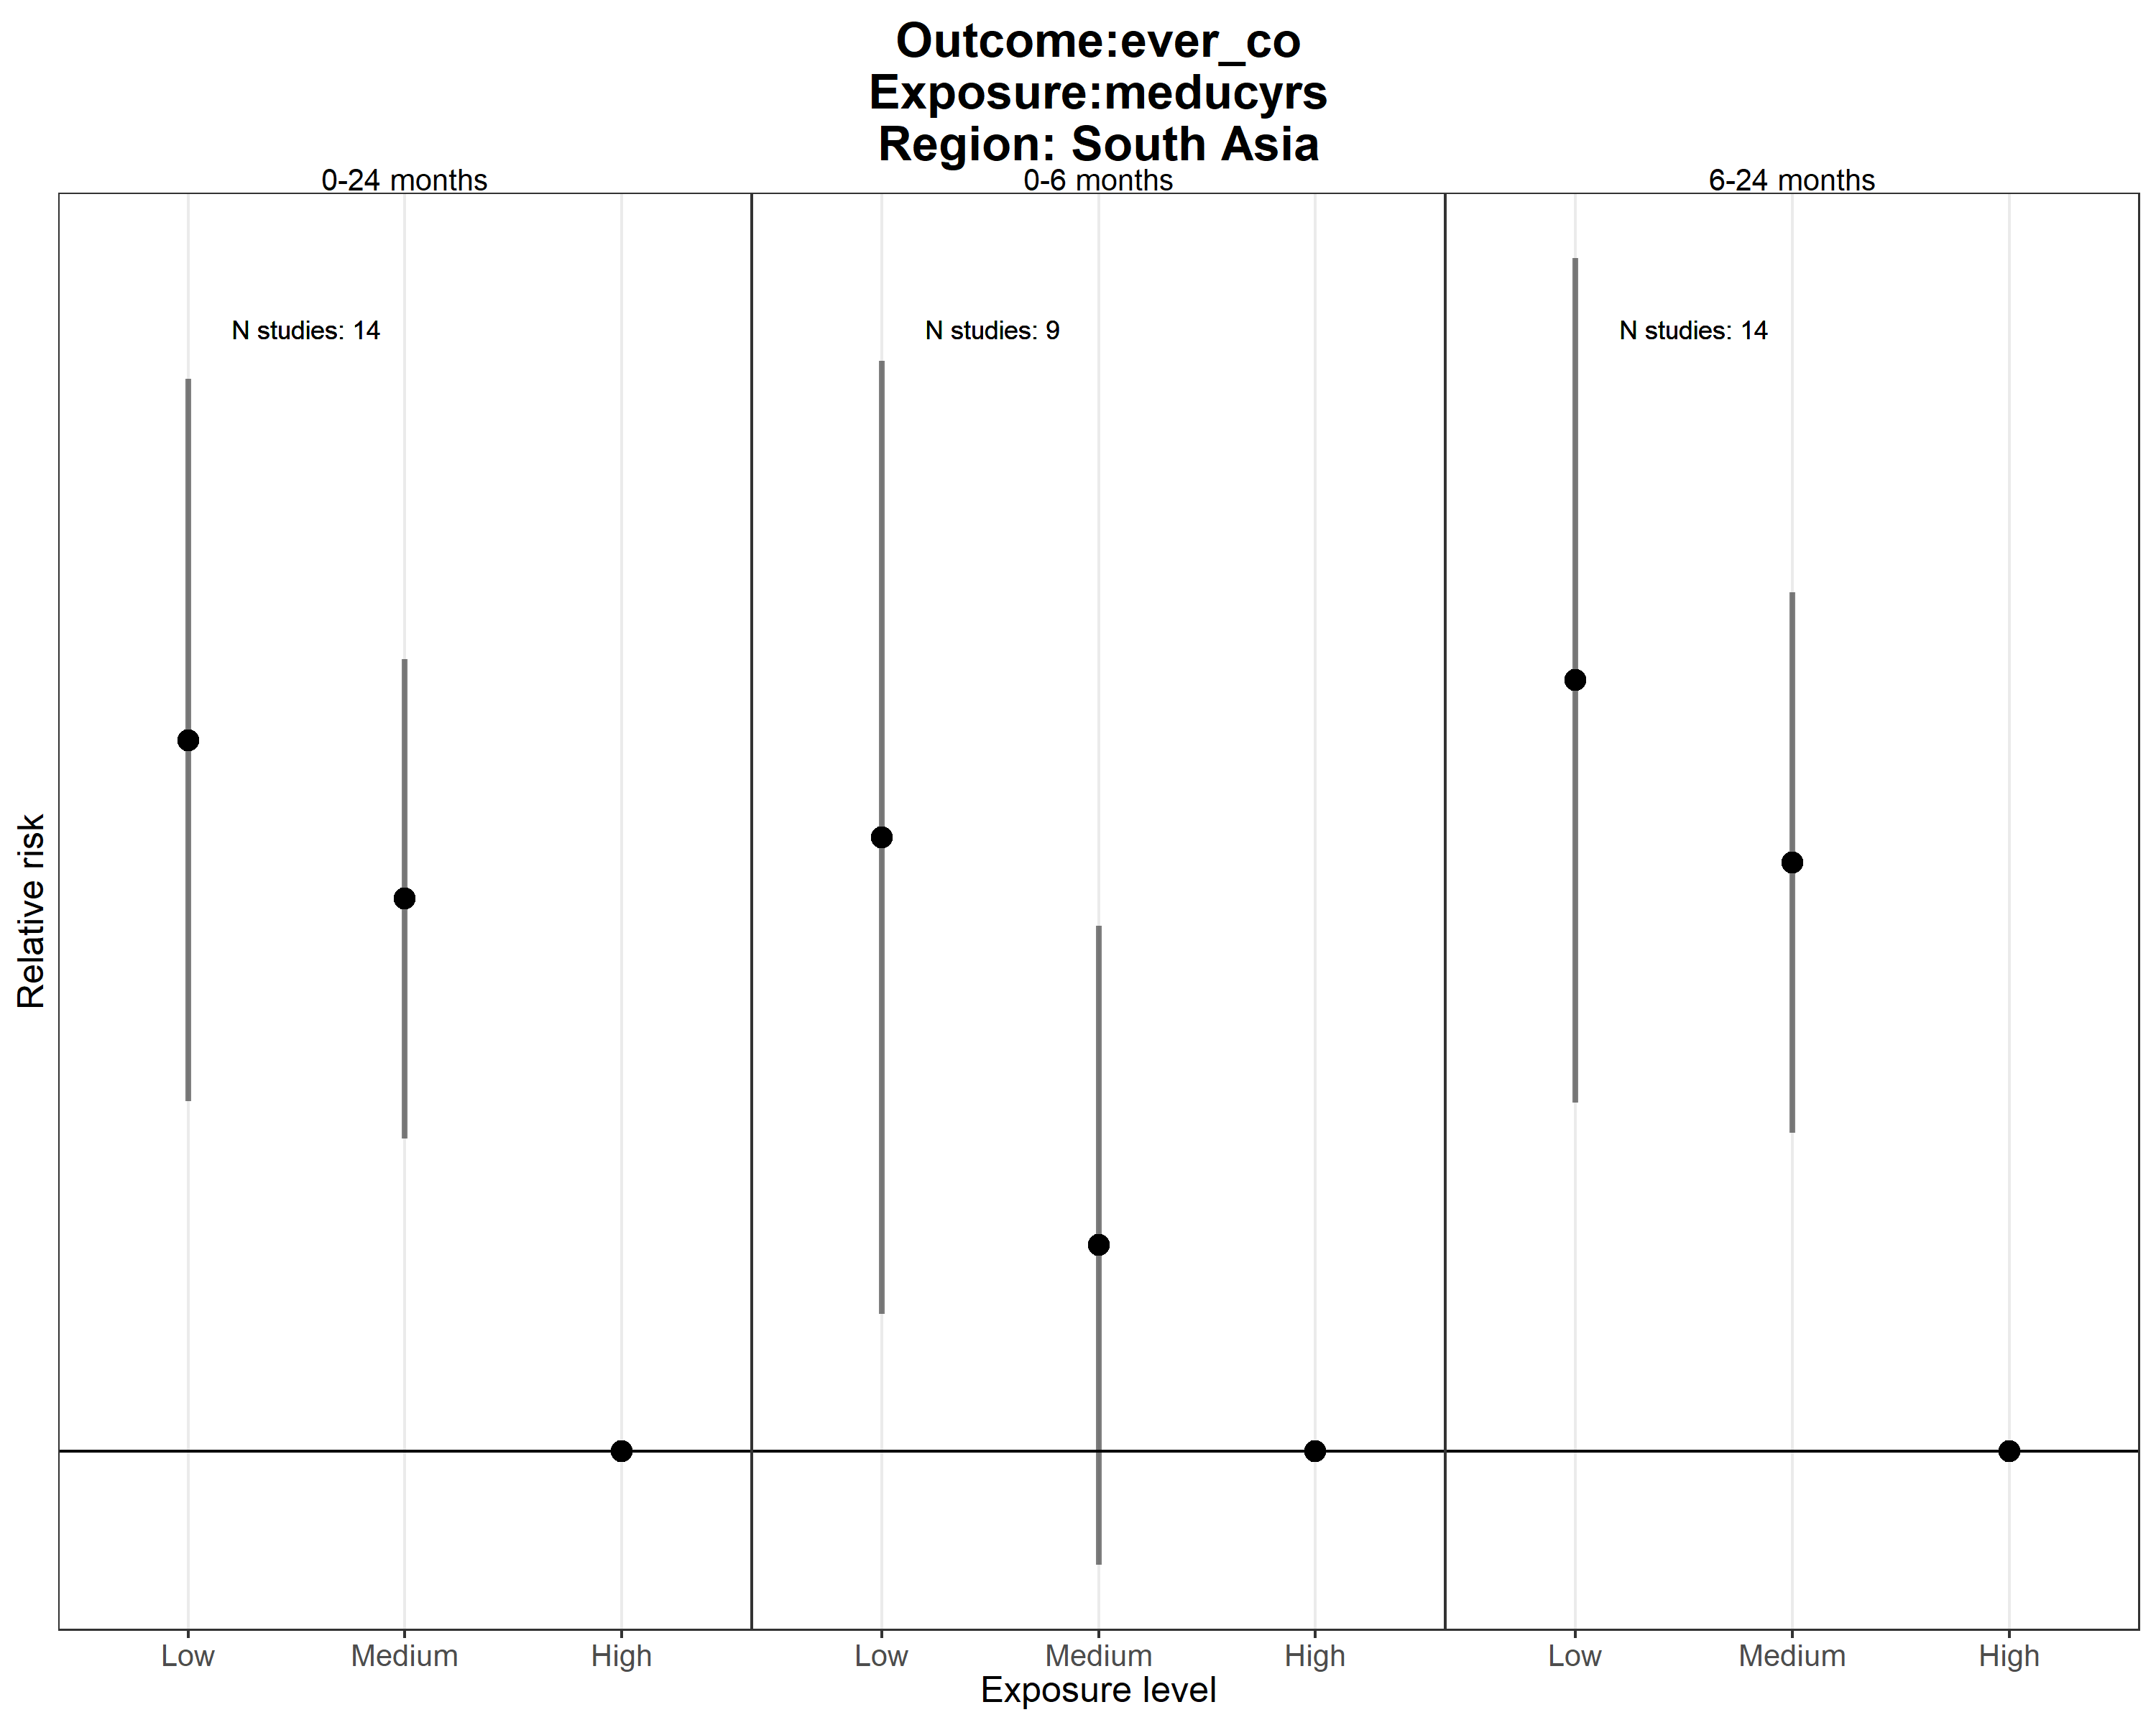 Outcome:ever_co
Exposure:meducyrs
Region: South Asia
0-24 months
0-6 months
6-24 months
N studies: 14
N studies: 9
N studies: 14
Relative risk
Low
Medium
High
Low
Medium
High
Low
Medium
High
Exposure level